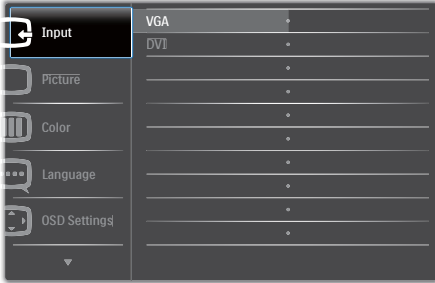 Input
Picture
Color
Language
OSD Settings
VGA
DVI